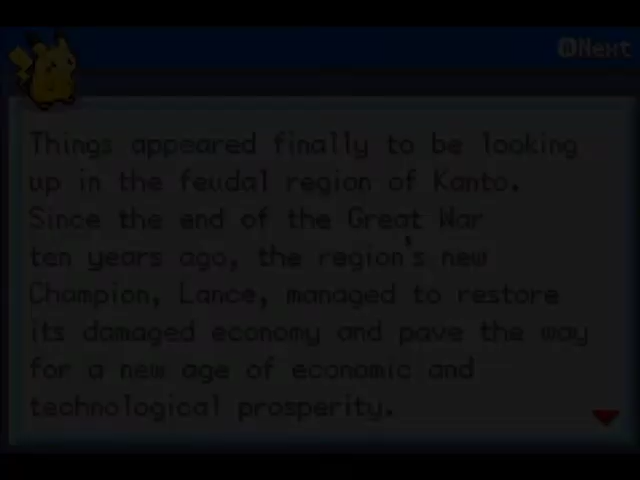 Next
Things appeared finally to be looking
up in the feudal region of Kanto.
Since the end of the Great War
ten years ago, the region's new
Champion, Lance, managed to restore
its damaged economy and pave the way
for a new age of economic and
technological prosperity.